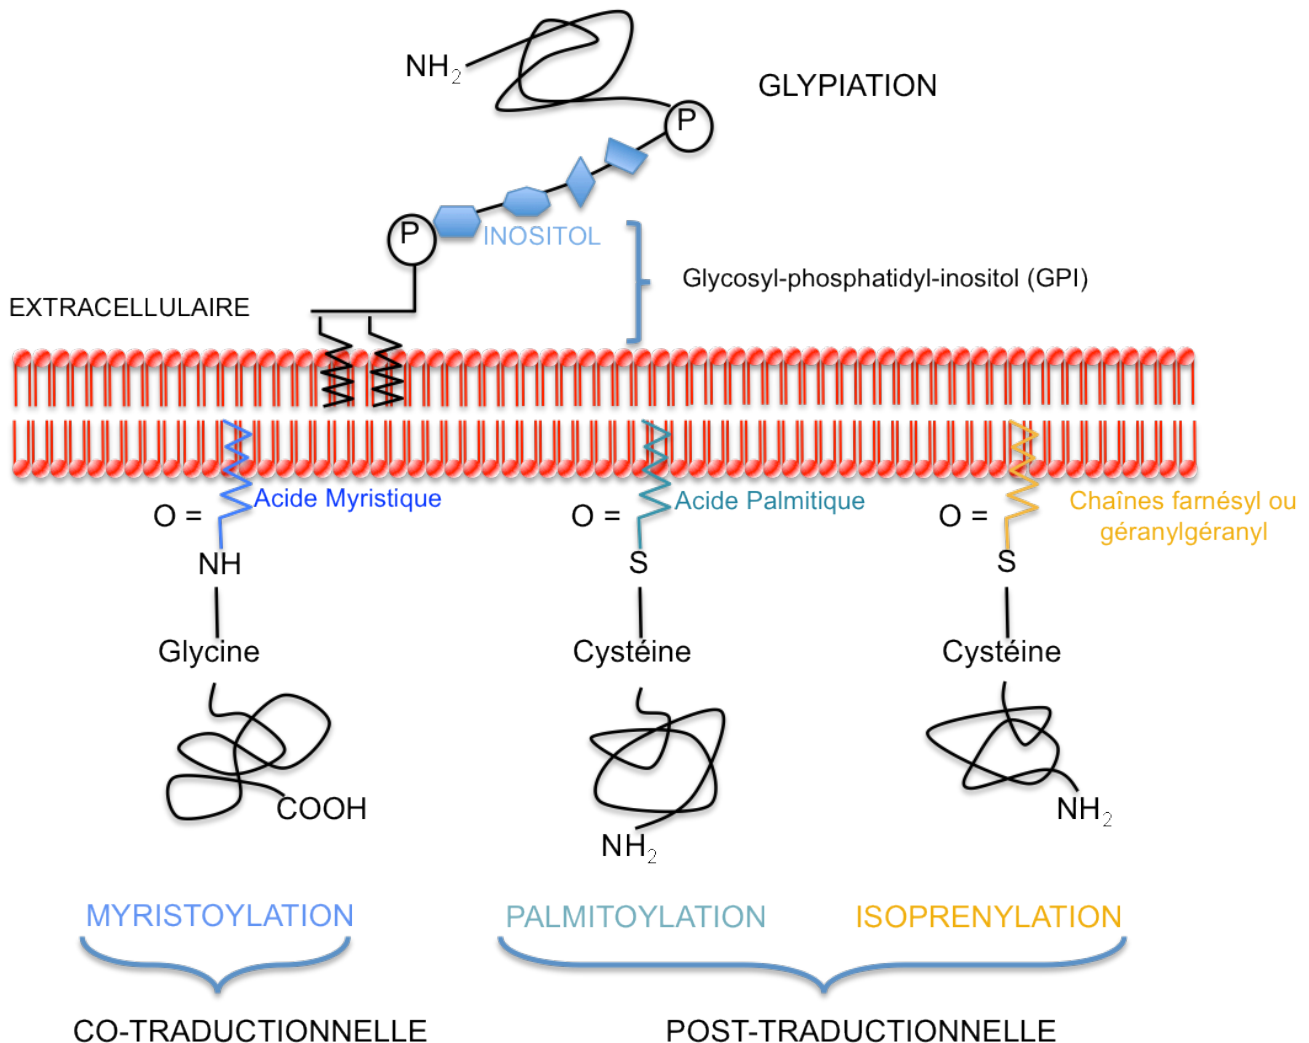 NH2
GLYPIATION
P
P
INOSITOL
Glycosyl-phosphatidyl-inositol (GPI)
EXTRACELLULAIRE
Acide Myristique
O =
NH
Glycine
COOH
Acide Palmitique
O =
S
Cystéine
NH2
Chaînes farnésyl ou
géranylgéranyl
O =
S
Cystéine
NH2
MYRISTOYLATION
PALMITOYLATION
ISOPRENYLATION
CO-TRADUCTIONNELLE
POST-TRADUCTIONNELLE